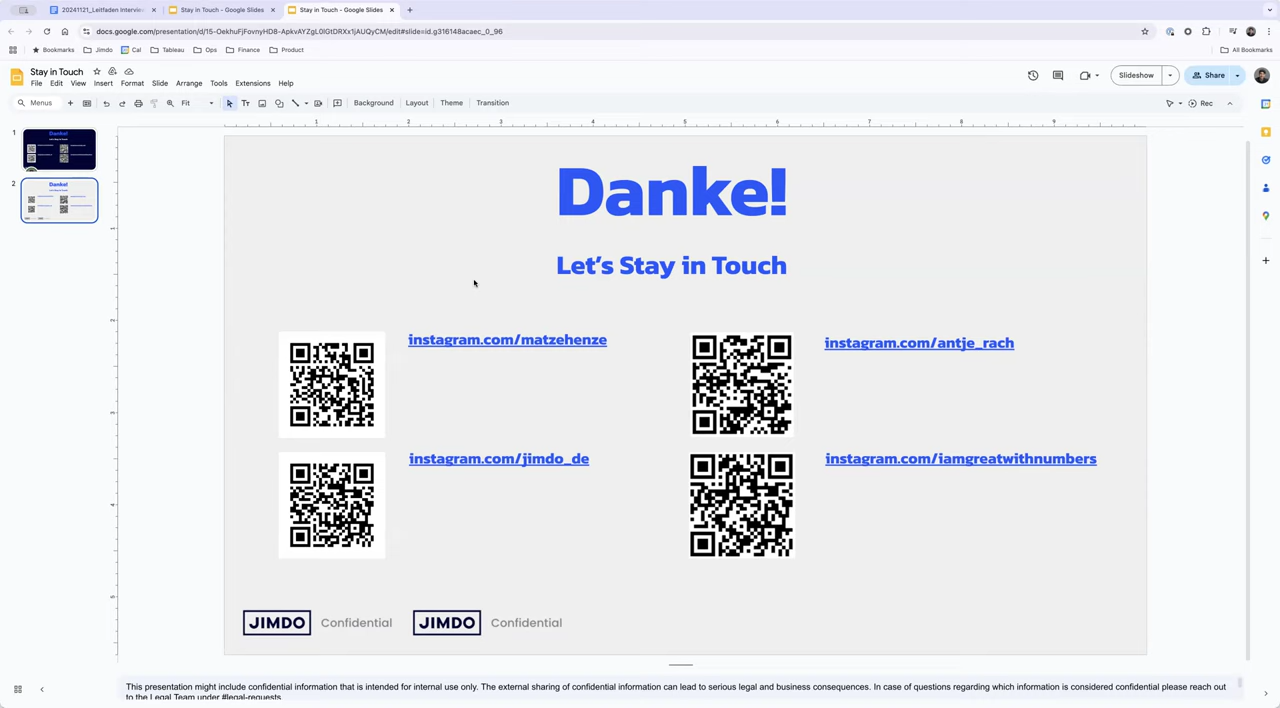 20241121_Leitfaden Interview
Stay in Touch - Google Slides
Stay in Touch - Google Slides
docs.google.com/presentation/d/15-OekhuFjFovnyHD8-ApkvAYZgL0IGtDRXx1jAUQyCM/edit#slide=id.g316148acaec_0_96
Bookmarks
Jimdo
Cal
Tableau
Ops
Finance
Product
All Bookmarks
Stay in Touch
File Edit View Insert Format Slide Arrange Tools Extensions Help
Slideshow
Share
Menus
Fit
Background
Layout
Theme
Transition
Rec
1
2
Danke!
Let's Stay in Touch
instagram.com/matzehenze
instagram.com/antje_rach
instagram.com/jimdo_de
instagram.com/iamgreatwithnumbers
JIMDO Confidential
JIMDO Confidential
This presentation might include confidential information that is intended for internal use only. The external sharing of confidential information can lead to serious legal and business consequences. In case of questions regarding which information is considered confidential please reach out
to the Legal Team under #legal-requests.